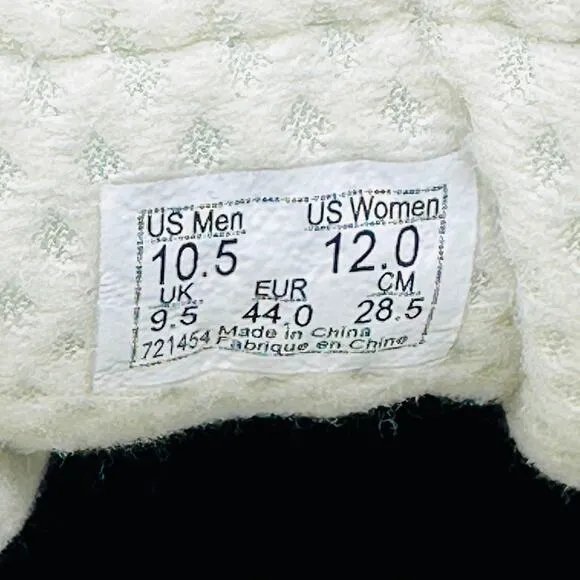 US Men US Women
10.5 12.0
UK EUR CM
9.5 44.0 28.5
721454 Made in China
Fabriqué en Chine